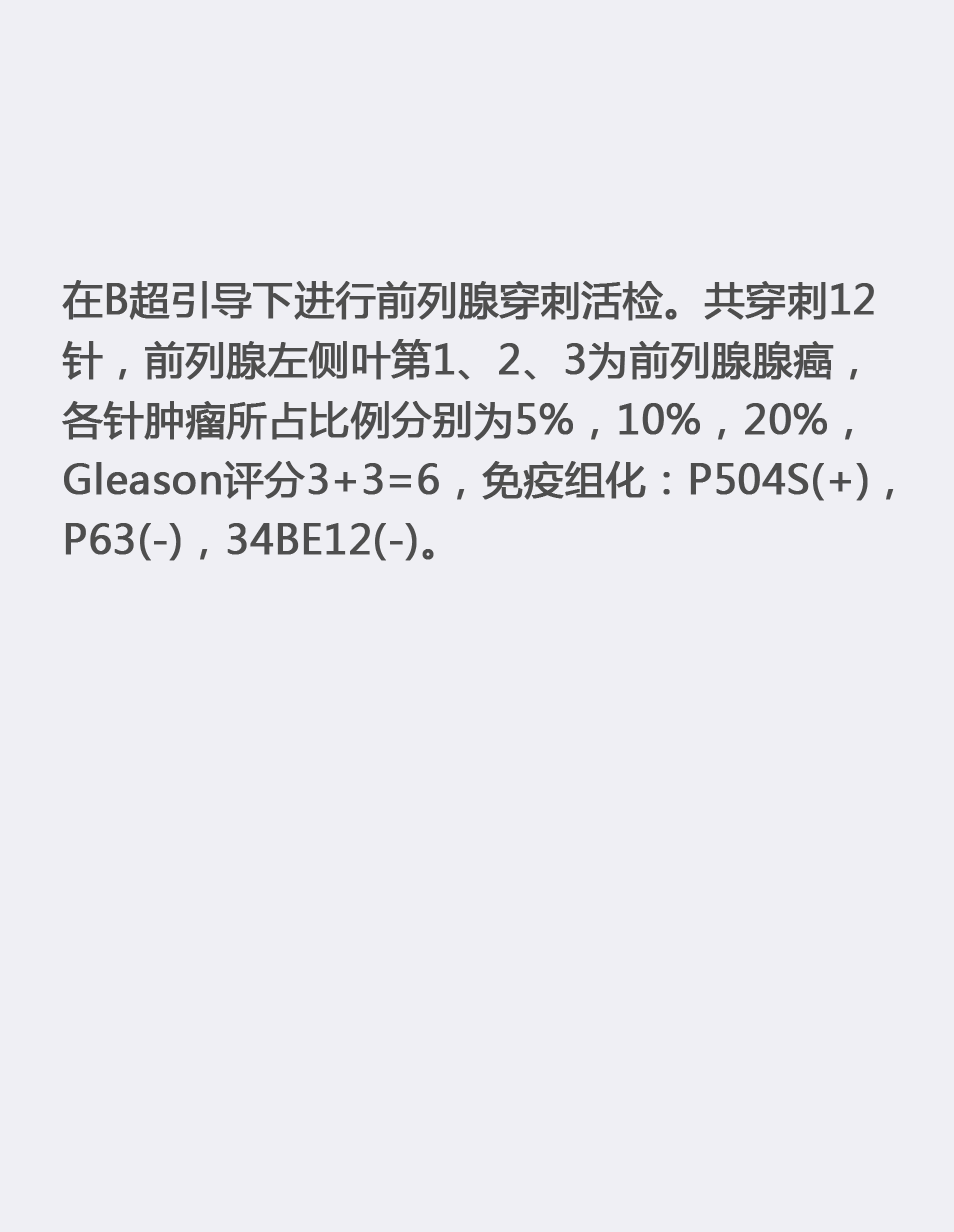 在B超引导下进行前列腺穿刺活检。共穿刺12
针，前列腺左侧叶第1、2、3为前列腺腺癌，
各针肿瘤所占比例分别为5%，10%，20%，
Gleason评分3+3=6，免疫组化：P504S(+)，
P63(-)，34BE12(-)。